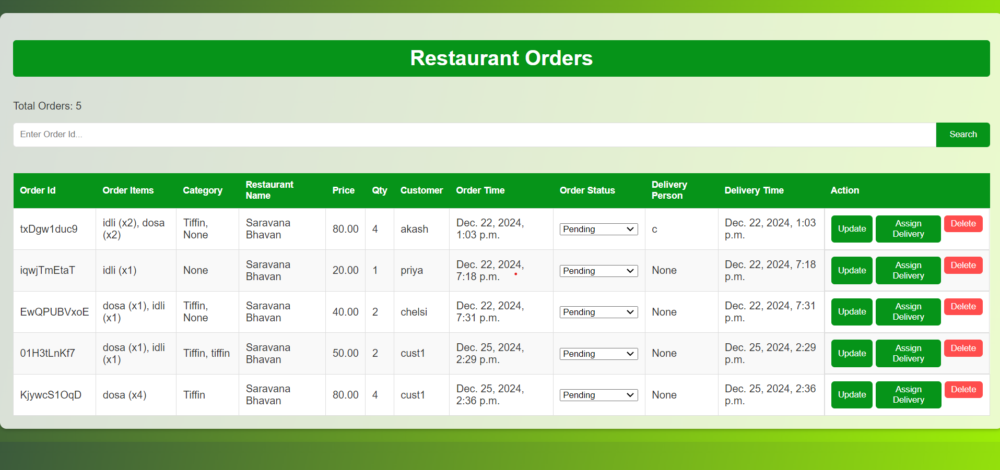 Restaurant Orders
Total Orders: 5
Enter Order Id...
Search
Order Id Order Items Category Restaurant Name Price Qty Customer Order Time Order Status Delivery Person Delivery Time Action
txDgw1duc9 idli (x2), dosa (x2) Tiffin, None Saravana Bhavan 80.00 4 akash Dec. 22, 2024, 1:03 p.m. Pending c Dec. 22, 2024, 1:03 p.m. Update Assign Delivery Delete
iqwjTmEtaT idli (x1) None Saravana Bhavan 20.00 1 priya Dec. 22, 2024, 7:18 p.m. Pending None Dec. 22, 2024, 7:18 p.m. Update Assign Delivery Delete
EwQPUBVxoE dosa (x1), idli (x1) Tiffin, None Saravana Bhavan 40.00 2 chelsi Dec. 22, 2024, 7:31 p.m. Pending None Dec. 22, 2024, 7:31 p.m. Update Assign Delivery Delete
01H3tLnKf7 dosa (x1), idli (x1) Tiffin, tiffin Saravana Bhavan 50.00 2 cust1 Dec. 25, 2024, 2:29 p.m. Pending None Dec. 25, 2024, 2:29 p.m. Update Assign Delivery Delete
KjywcS1OqD dosa (x4) Tiffin Saravana Bhavan 80.00 4 cust1 Dec. 25, 2024, 2:36 p.m. Pending None Dec. 25, 2024, 2:36 p.m. Update Assign Delivery Delete